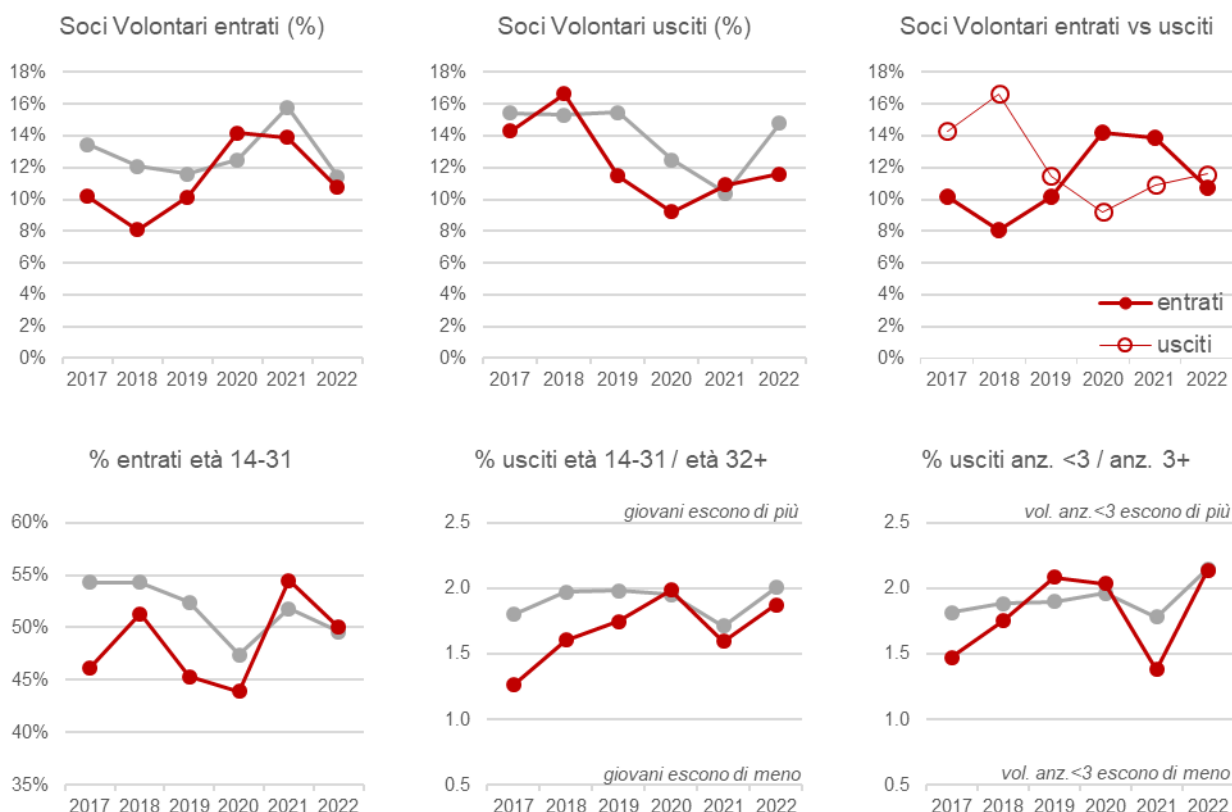 Soci Volontari entrati (%)
18%
16%
14%
12%
10%
8%
6%
4%
2%
0%
2017 2018 2019 2020 2021 2022
Soci Volontari usciti (%)
18%
16%
14%
12%
10%
8%
6%
4%
2%
0%
2017 2018 2019 2020 2021 2022
Soci Volontari entrati vs usciti
18%
16%
14%
12%
10%
8%
6%
4%
2%
0%
entrati
usciti
2017 2018 2019 2020 2021 2022
% entrati età 14-31
60%
55%
50%
45%
40%
35%
2017 2018 2019 2020 2021 2022
% usciti età 14-31 / età 32+
2.5
giovani escono di più
2.0
1.5
1.0
0.5
giovani escono di meno
2017 2018 2019 2020 2021 2022
% usciti anz. <3 / anz. 3+
2.5
vol. anz.<3 escono di più
2.0
1.5
1.0
0.5
vol. anz.<3 escono di meno
2017 2018 2019 2020 2021 2022